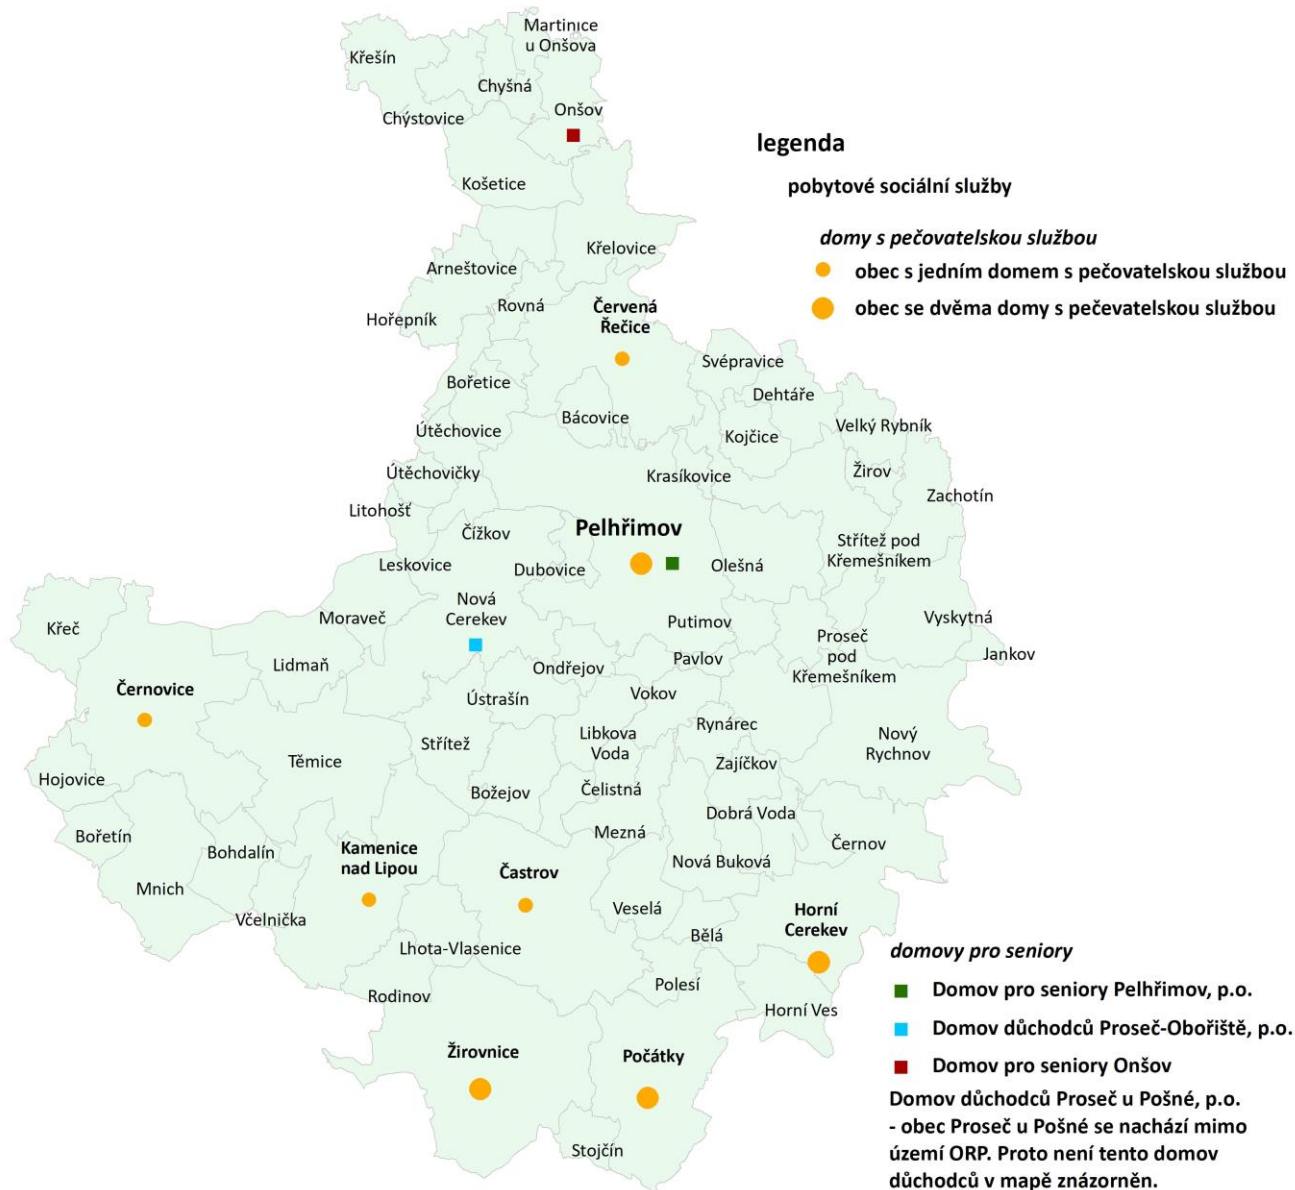 Martinice
u Onšova
Křešín
Chyšná
Onšov
Chýstovice
legenda
pobytové sociální služby
Košetice
domy s pečovatelskou službou
Křelovice
obec s jedním domem s pečovatelskou službou
Arneštovice
obec se dvěma domy s pečevatelskou službou
Rovná
Červená
Řečice
Hořepník
Svépravice
Bořetice
Dehtáře
Bácovice
Velký Rybník
Útěchovice
Kojčice
Útěchovičky
Krasíkovice
Žirov
Zachotín
Litohošť
Pelhřimov
Čížkov
Střítež pod
Křemešníkem
Leskovice
Dubovice
Olešná
Nová
Cerekev
Moraveč
Putimov
Vyskytná
Křeč
Proseč
pod
Křemešníkem
Jankov
Lidmaň
Ondřejov
Pavlov
Černovice
Ústrašín
Vokov
Rynárec
Střítež
Libkova
Voda
Nový
Rychnov
Těmice
Zajíčkov
Hojovice
Božejov
Čelistná
Dobrá Voda
Bořetín
Mezná
Bohdalín
Kamenice
nad Lipou
Častrov
Nová Buková
Černov
Mnich
Včelnička
Veselá
Horní
Cerekev
Lhota-Vlasenice
Bělá
domovy pro seniory
Rodinov
Polesí
Horní Ves
Domov pro seniory Pelhřimov, p.o.
Domov důchodců Proseč-Obořiště, p.o.
Žirovnice
Počátky
Domov pro seniory Onšov
Domov důchodců Proseč u Pošné, p.o.
- obec Proseč u Pošné se nachází mimo
území ORP. Proto není tento domov
důchodců v mapě znázorněn.
Stojčín